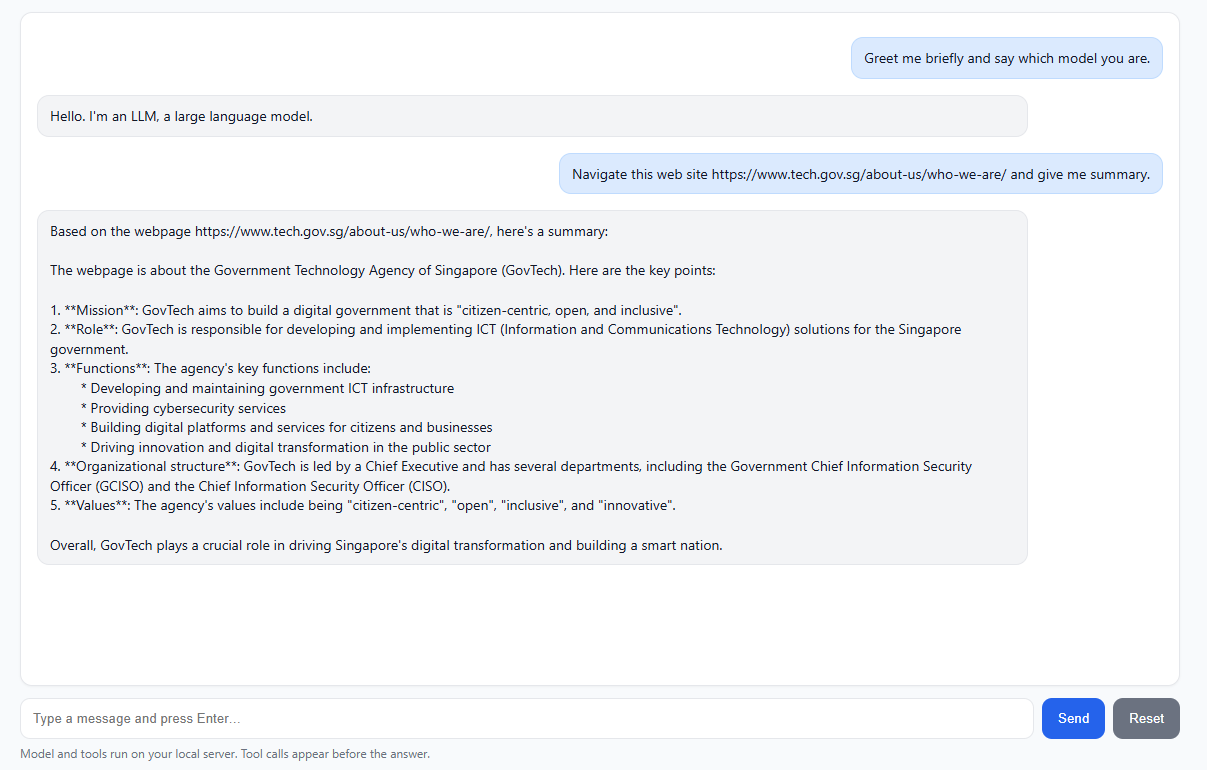 Greet me briefly and say which model you are.
Hello. I'm an LLM, a large language model.
Navigate this web site https://www.tech.gov.sg/about-us/who-we-are/ and give me summary.
Based on the webpage https://www.tech.gov.sg/about-us/who-we-are/, here's a summary:
The webpage is about the Government Technology Agency of Singapore (GovTech). Here are the key points:
1. **Mission**: GovTech aims to build a digital government that is "citizen-centric, open, and inclusive".
2. **Role**: GovTech is responsible for developing and implementing ICT (Information and Communications Technology) solutions for the Singapore
government.
3. **Functions**: The agency's key functions include:
* Developing and maintaining government ICT infrastructure
* Providing cybersecurity services
* Building digital platforms and services for citizens and businesses
* Driving innovation and digital transformation in the public sector
4. **Organizational structure**: GovTech is led by a Chief Executive and has several departments, including the Government Chief Information Security
Officer (GCISO) and the Chief Information Security Officer (CISO).
5. **Values**: The agency's values include being "citizen-centric", "open", "inclusive", and "innovative".
Overall, GovTech plays a crucial role in driving Singapore's digital transformation and building a smart nation.
Type a message and press Enter...
Send
Reset
Model and tools run on your local server. Tool calls appear before the answer.